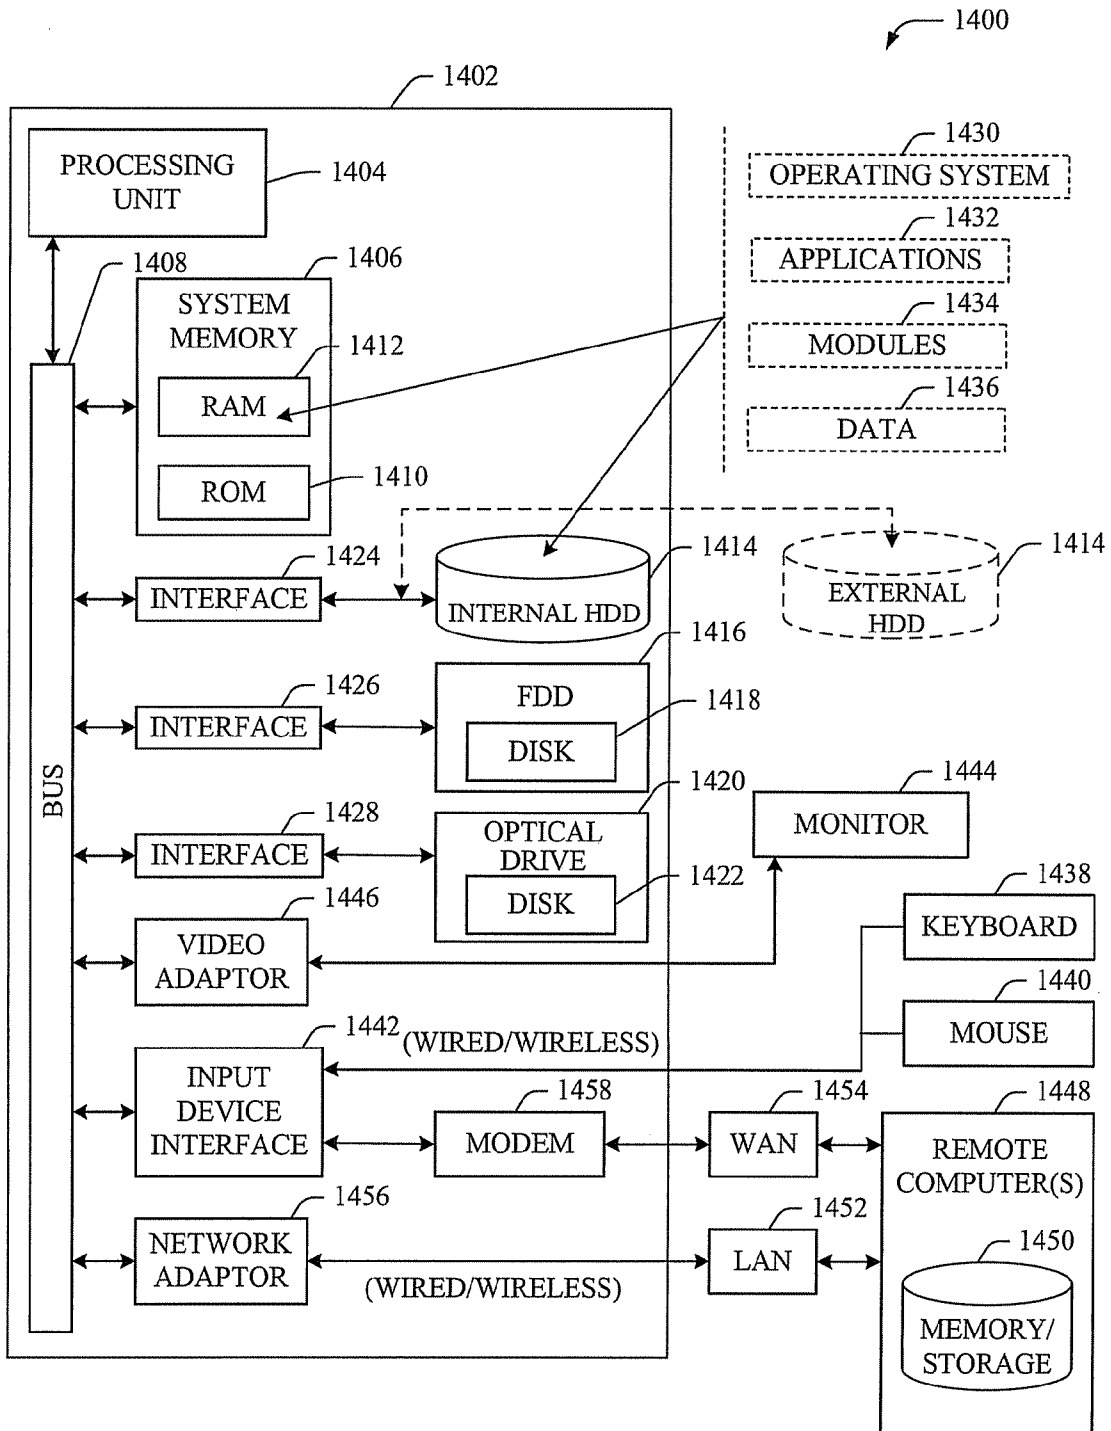 1400
1402
PROCESSING
UNIT
1404
1430
OPERATING SYSTEM
1432
APPLICATIONS
1434
MODULES
1436
DATA
1408
1406
SYSTEM
MEMORY
1412
RAM
1410
ROM
1424
INTERFACE
1414
INTERNAL HDD
1414
EXTERNAL
HDD
1416
FDD
1426
INTERFACE
1418
DISK
BUS
1420
OPTICAL
DRIVE
1428
INTERFACE
1422
DISK
1444
MONITOR
1446
VIDEO
ADAPTOR
1438
KEYBOARD
1440
MOUSE
1442
(WIRED/WIRELESS)
INPUT
DEVICE
INTERFACE
1458
MODEM
1454
WAN
1448
REMOTE
COMPUTER(S)
1456
NETWORK
ADAPTOR
(WIRED/WIRELESS)
1452
LAN
1450
MEMORY/
STORAGE